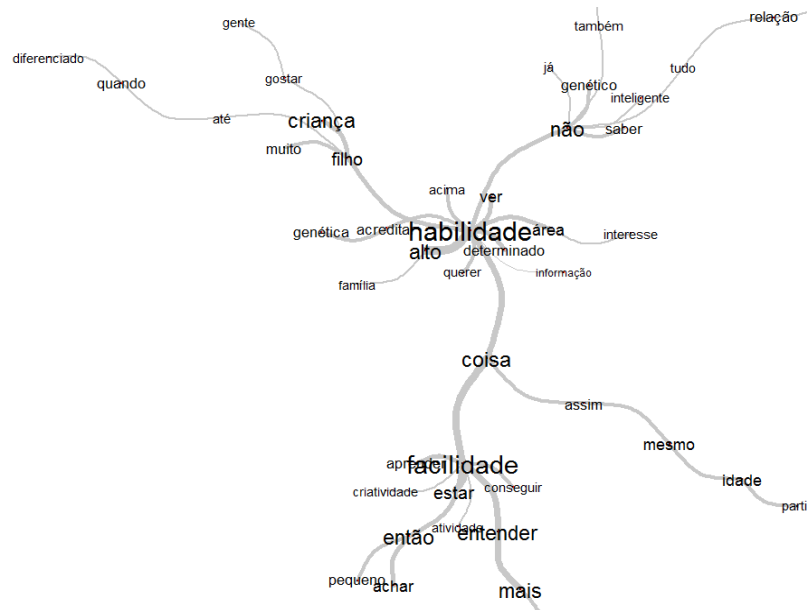 relação
gente
também
diferenciado
já
tudo
gostar
quando
genético
inteligente
até
criança
não
saber
muito
filho
acima
ver
genética
acredita
habilidade
área
interesse
alto
determinado
querer
informação
família
coisa
assim
mesmo
aprender
facilidade
idade
criatividade
estar
conseguir
parti
então
atividade
entender
pequeno
achar
mais